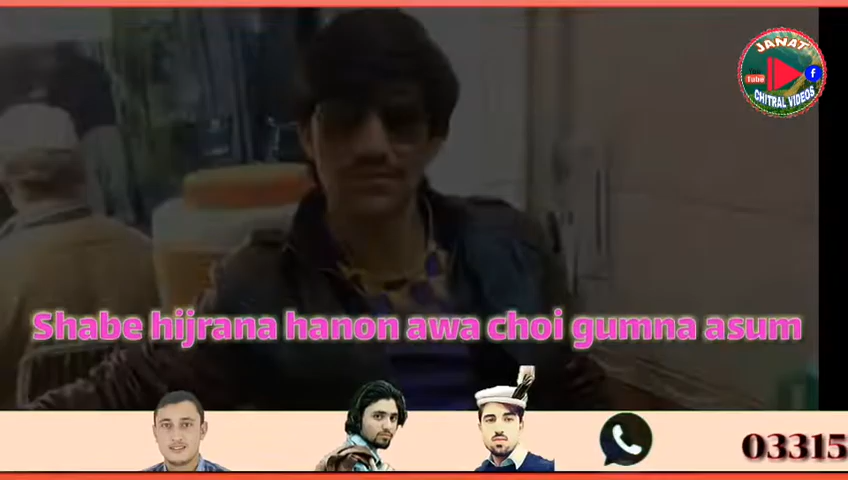 JANAT
Tube
f
CHITRAL VIDEOS
Shabe hijrana hanon awa choi gumna asum
03315